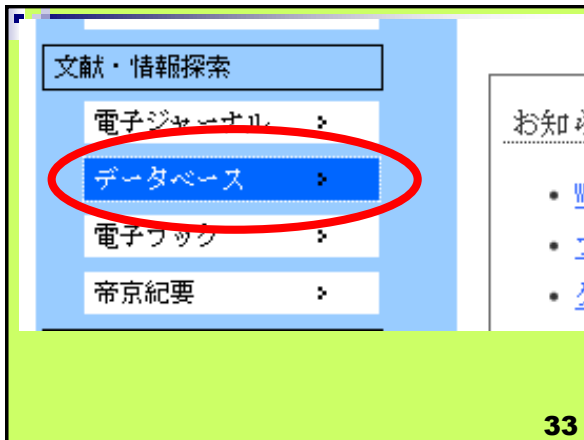 文献・情報探索
電子ジャーナル >
データベース >
電子ブック >
帝京紀要 >
お知ら
33